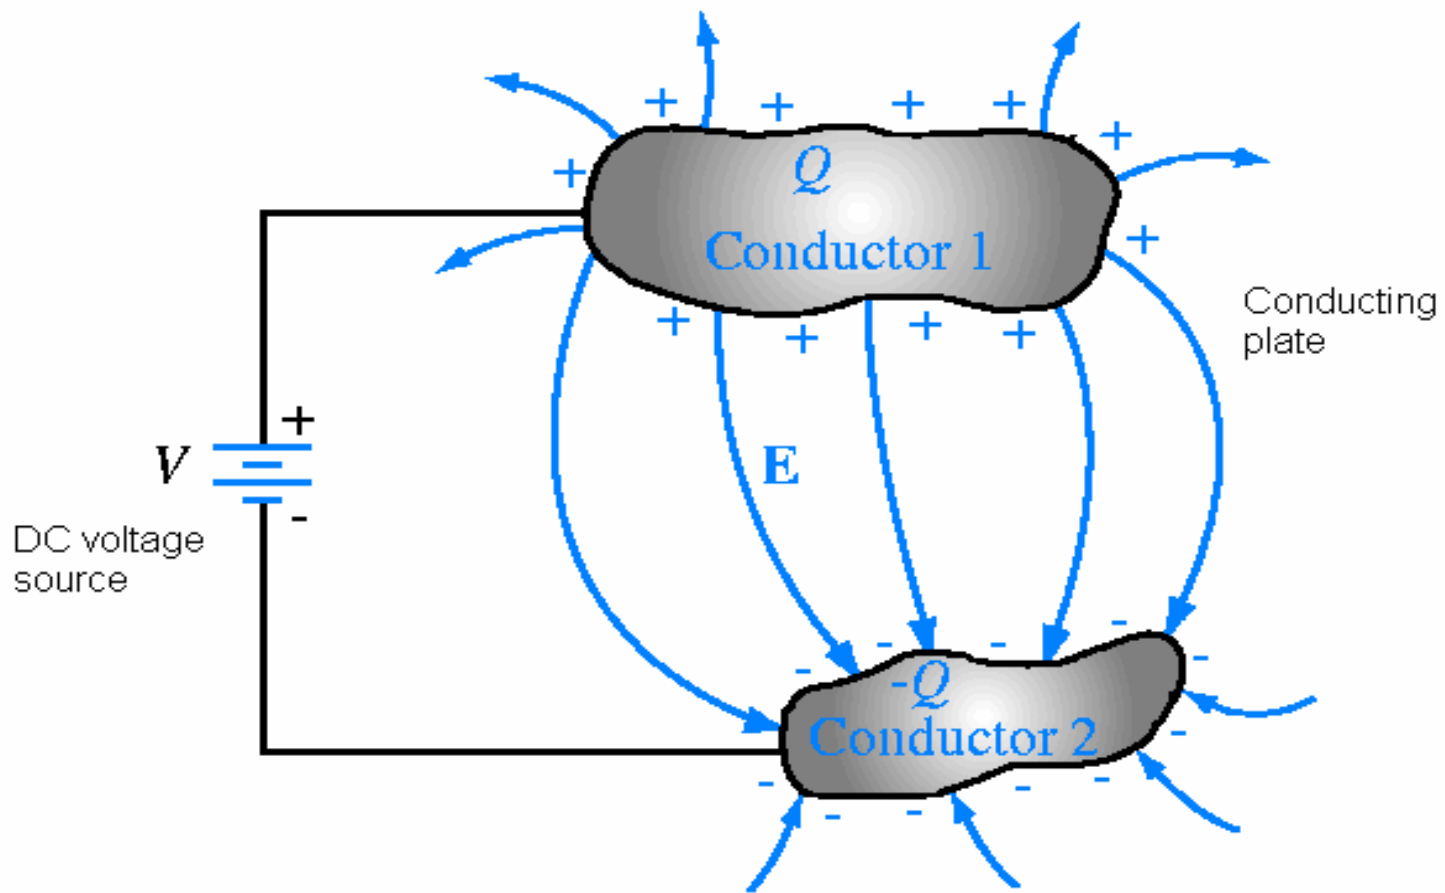 Q
Conductor 1
Conducting
plate
+
V
E
-
DC voltage
source
-Q
Conductor 2